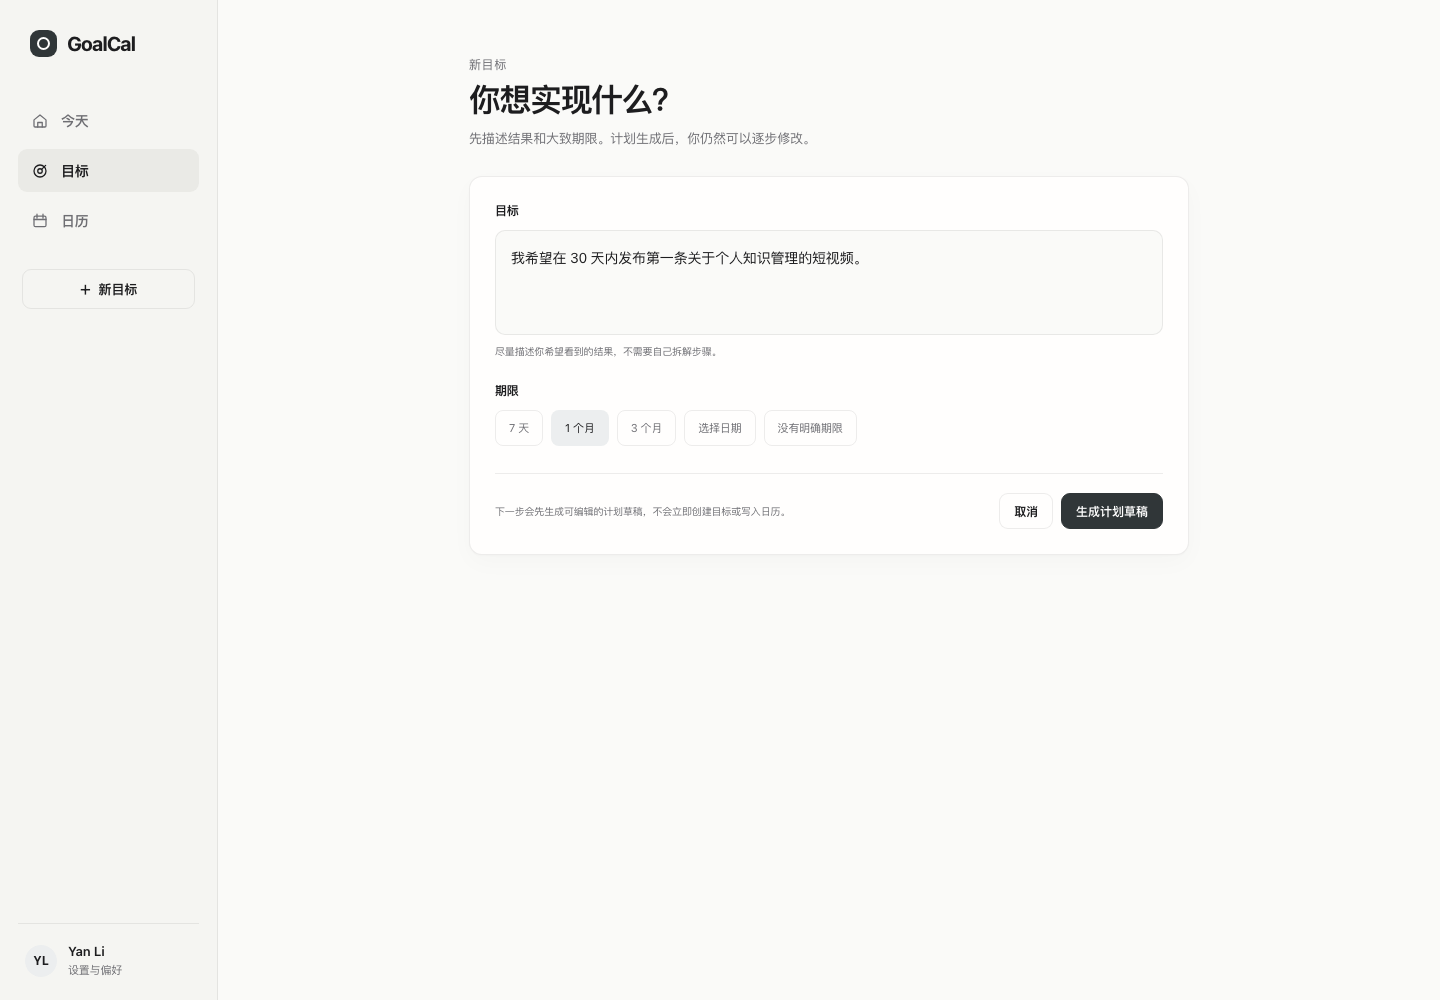 GoalCal
今天
目标
日历
+ 新目标
Yan Li
YL
设置与偏好
新目标
你想实现什么?
先描述结果和大致期限。计划生成后，你仍然可以逐步修改。
目标
我希望在 30 天内发布第一条关于个人知识管理的短视频。
尽量描述你希望看到的结果，不需要自己拆解步骤。
期限
7 天
1 个月
3 个月
选择日期
没有明确期限
下一步会先生成可编辑的计划草稿，不会立即创建目标或写入日历。
取消
生成计划草稿